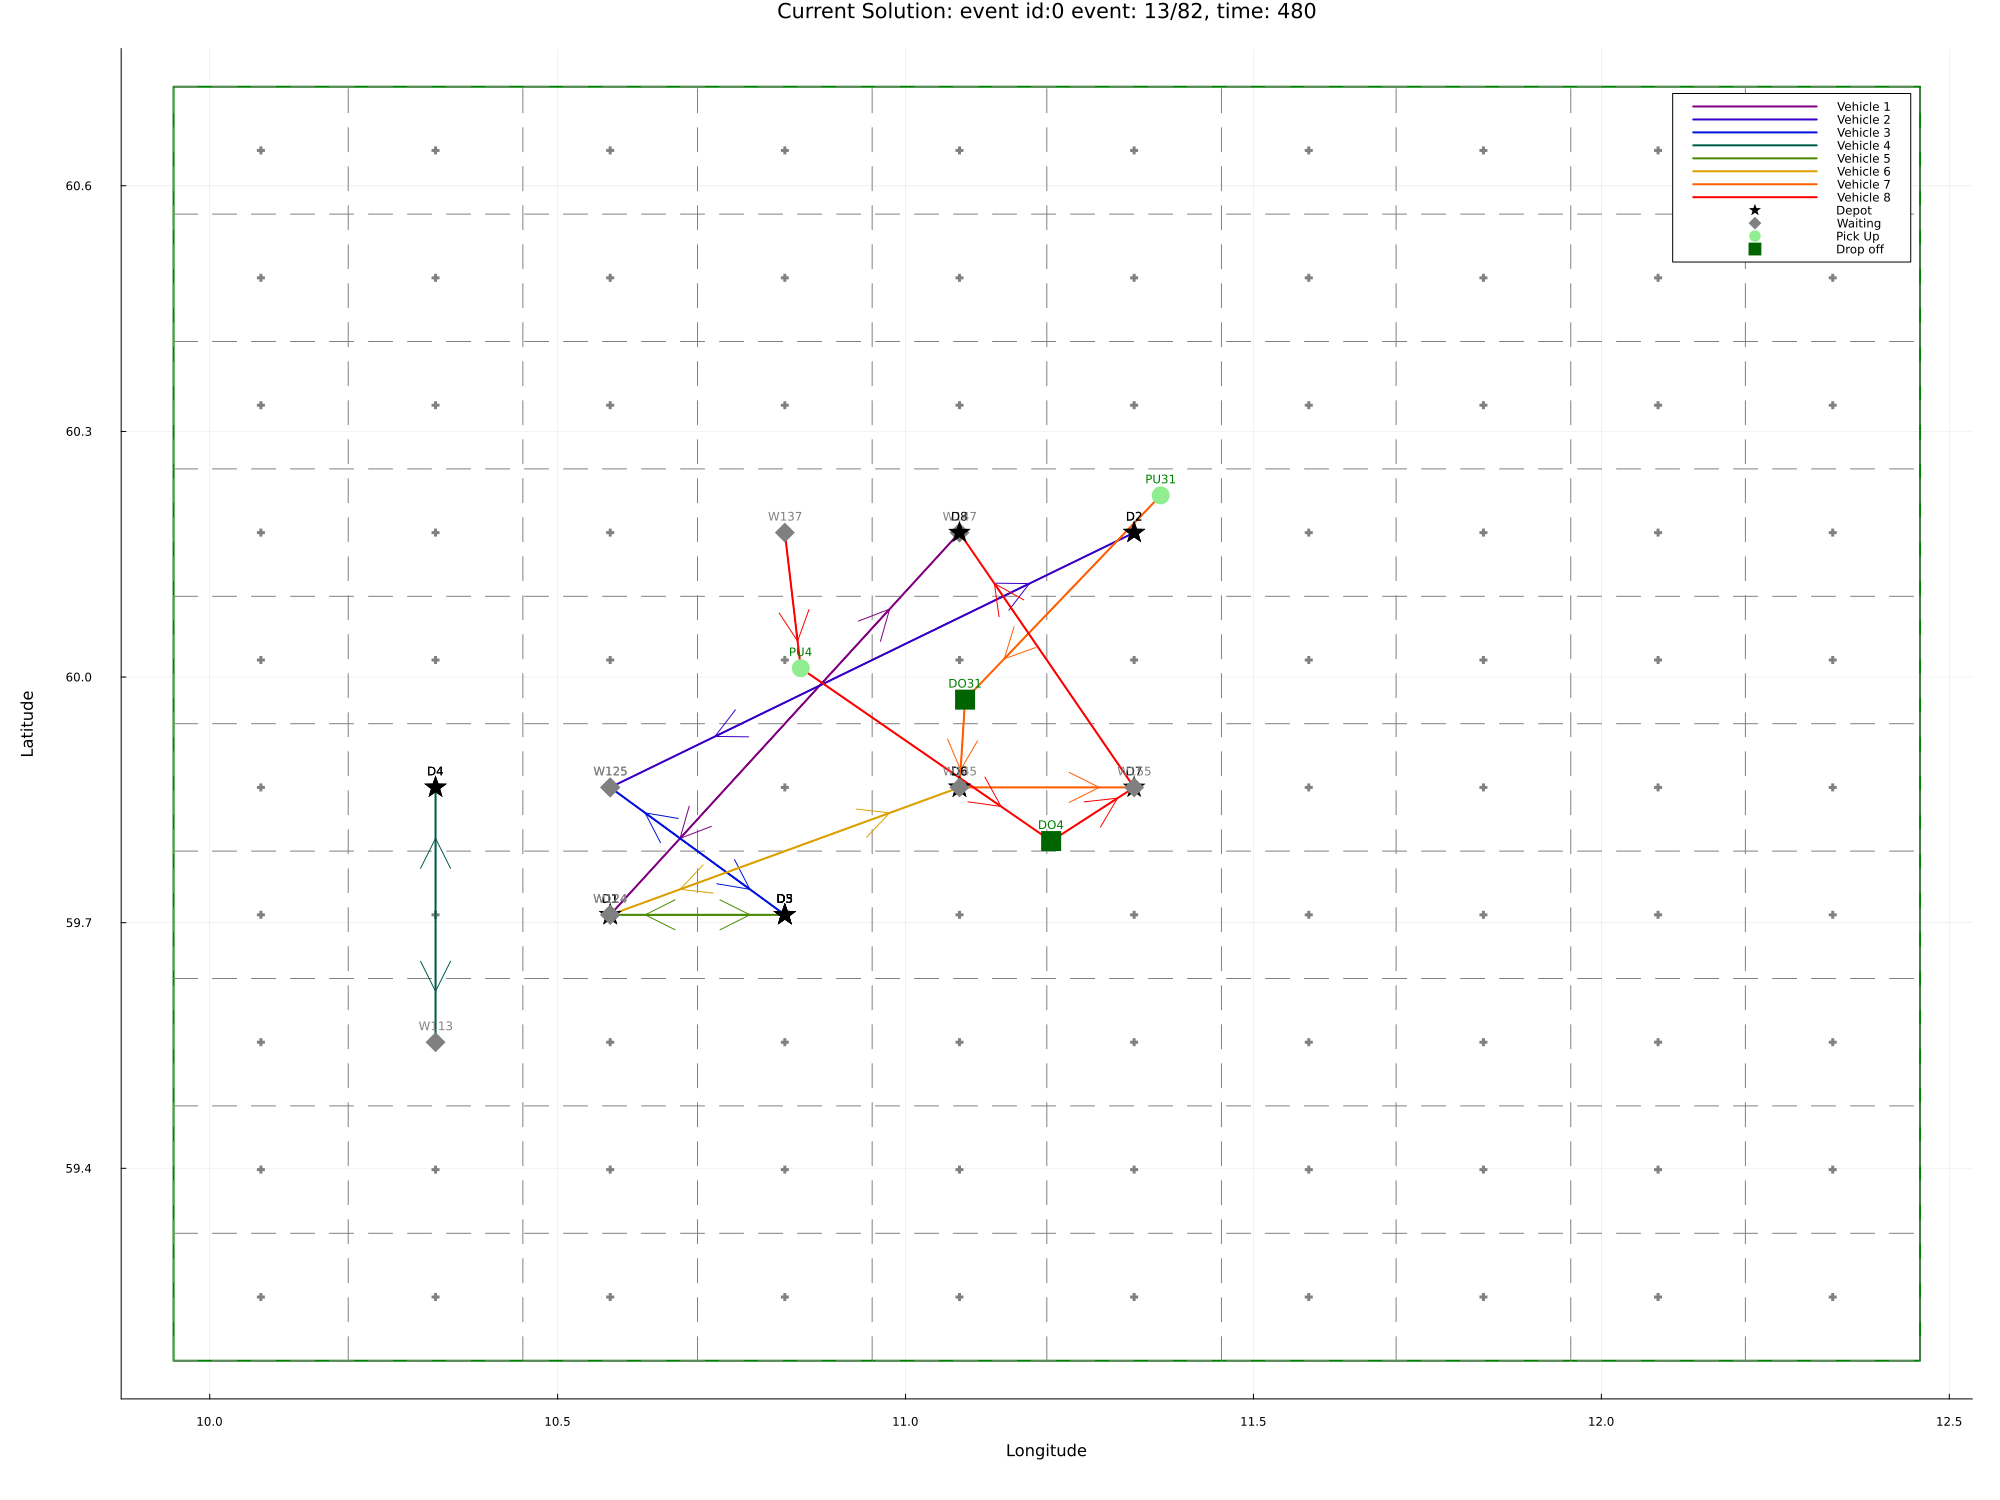 Current Solution: event id:0 event: 13/82, time: 480
Vehicle 1
Vehicle 2
Vehicle 3
Vehicle 4
Vehicle 5
Vehicle 6
Vehicle 7
Vehicle 8
Depot
Waiting
Pick Up
Drop off
60.6
60.3
60.0
59.7
59.4
Latitude
PU31
W137
D8
D2
PU4
DO31
D4
W125
D6
D7
DO4
W113
10.0
10.5
11.0
11.5
12.0
12.5
Longitude